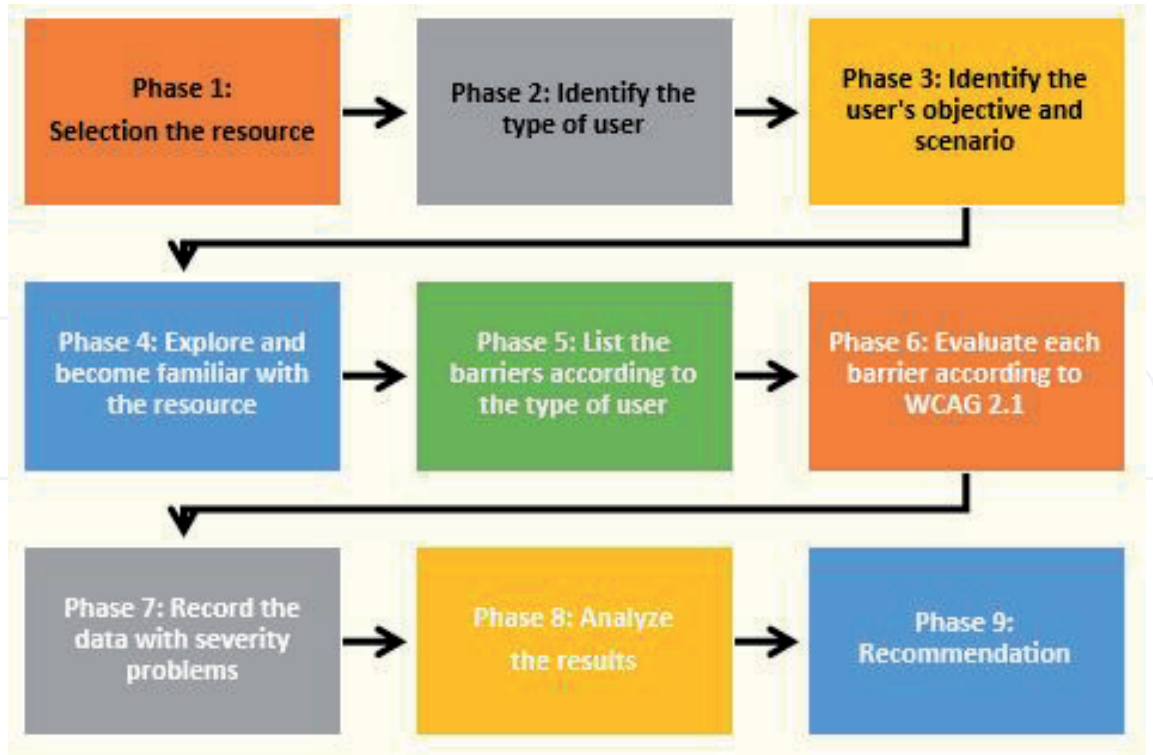 Phase 1:
Selection the resource
Phase 2: Identify the
type of user
Phase 3: Identify the
user's objective and
scenario
Phase 4: Explore and
become familiar with
the resource
Phase 5: List the
barriers according to
the type of user
Phase 6: Evaluate each
barrier according to
WCAG 2.1
Phase 7: Record the
data with severity
problems
Phase 8: Analyze
the results
Phase 9:
Recommendation